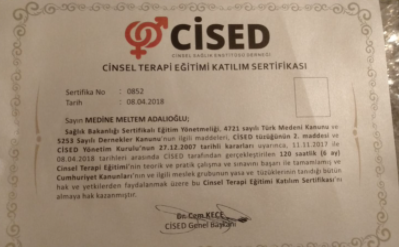 CİSED
CİNSEL SAĞLIK ENSTİTÜSÜ DERNEĞİ
CİNSEL TERAPİ EĞİTİMİ KATILIM SERTİFİKASI
Sertifika No : 0852
Tarih : 08.04.2018
Sayın MEDİNE MELTEM ADALIOĞLU;
Sağlık Bakanlığı Sertifikalı Eğitim Yönetmeliği, 4721 sayılı Türk Medeni Kanunu ve
5253 Sayılı Dernekler Kanunu'nun ilgili maddeleri, CİSED tüzüğünün 2. maddesi ve
CİSED Yönetim Kurulu'nun 27.12.2007 tarihli kararları uyarınca, 11.11.2017 ile
08.04.2018 tarihleri arasında CİSED tarafından gerçekleştirilen 120 saatlik (6 ay)
Cinsel Terapi Eğitimi'nin teorik ve pratik uygulama sınavını başarı ile tamamlamış ve
Cumhuriyet Kanunları'nın ve ilgili meslek grubunun yasa ve tüzüklerinin tanıdığı bütün
hak ve yetkilerden faydalanmak üzere bu Cinsel Terapi Eğitimi Katılım Sertifikası'nı
almaya hak kazanmıştır.
Dr. Cem KEÇE
CİSED Genel Başkanı